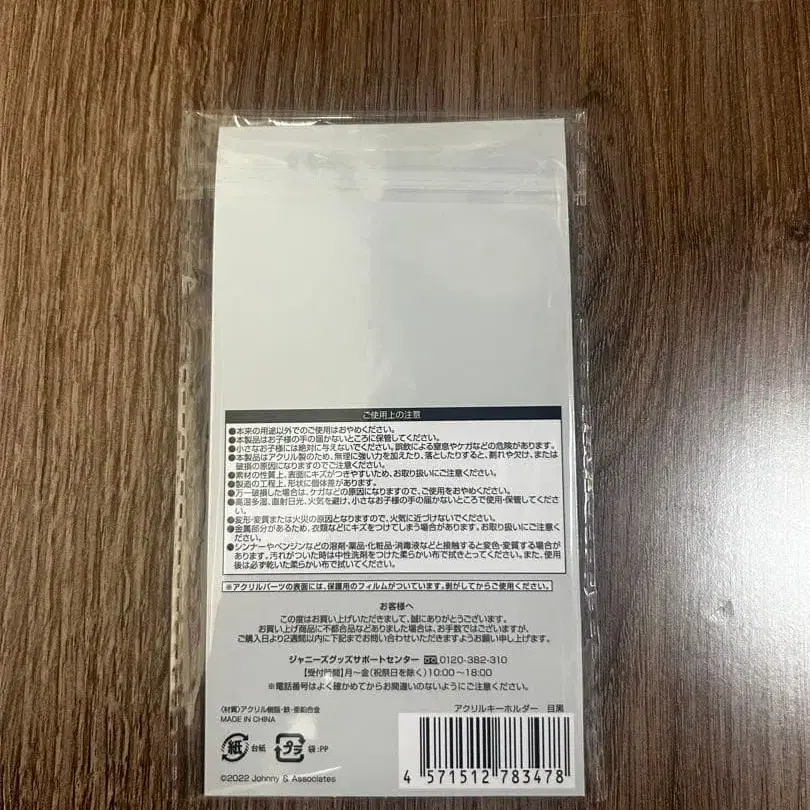 ご使用上の注意
●本来の用途以外でのご使用はおやめください。
●本製品はお子様の手の届かないところに保管してください。
●小さなお子様には絶対に与えないでください。誤飲による窒息やケガなどの危険があります。
●本製品はアクリル製のため、無理に強い力を加えたり、落としたりすると、割れや欠け、または
破損の原因になりますのでご注意ください。
●素材の性質上、表面にキズがつきやすいため、お取り扱いにご注意ください。
●製造の工程上、形状に個体差があります。
●万一破損した場合は、ケガなどの原因になりますので、ご使用をおやめください。
●高温多湿、直射日光、火気を避け、小さなお子様の手の届かないところで使用・保管してくださ
い。
●変形・変質または火災の原因となりますので、火気に近づけないでください。
●金属部分があるため、衣類などにキズをつけてしまう場合があります。お取り扱いにご注意く
ださい。
●シンナーやベンジンなどの溶剤・薬品・化粧品・消毒液などと接触すると変色・変質する場合が
あります。汚れがついた時は中性洗剤をつけた柔らかい布で拭きとってください。また、使用
後は必ず乾いた柔らかい布で拭いてください。
※アクリルパーツの表面には、保護用のフィルムがついています。剥がしてからご使用ください。
お客様へ
この度はお買い上げいただきまして、誠にありがとうございます。
お買い上げ商品に不都合品などありました場合は、お手数ではございますが、
ご購入日より2週間以内に下記までお問い合わせいただきますようお願い申し上げます。
ジャニーズグッズサポートセンター 0120-382-310
【受付時間】月〜金(祝祭日を除く)10:00〜18:00
※電話番号はよく確かめてからお間違いのないようにご注意ください。
〈材質〉アクリル樹脂・鉄・亜鉛合金
MADE IN CHINA
アクリルキーホルダー 目黒
紙 台紙 プラ 袋:PP
4 571512 783478
©2022 Johnny & Associates